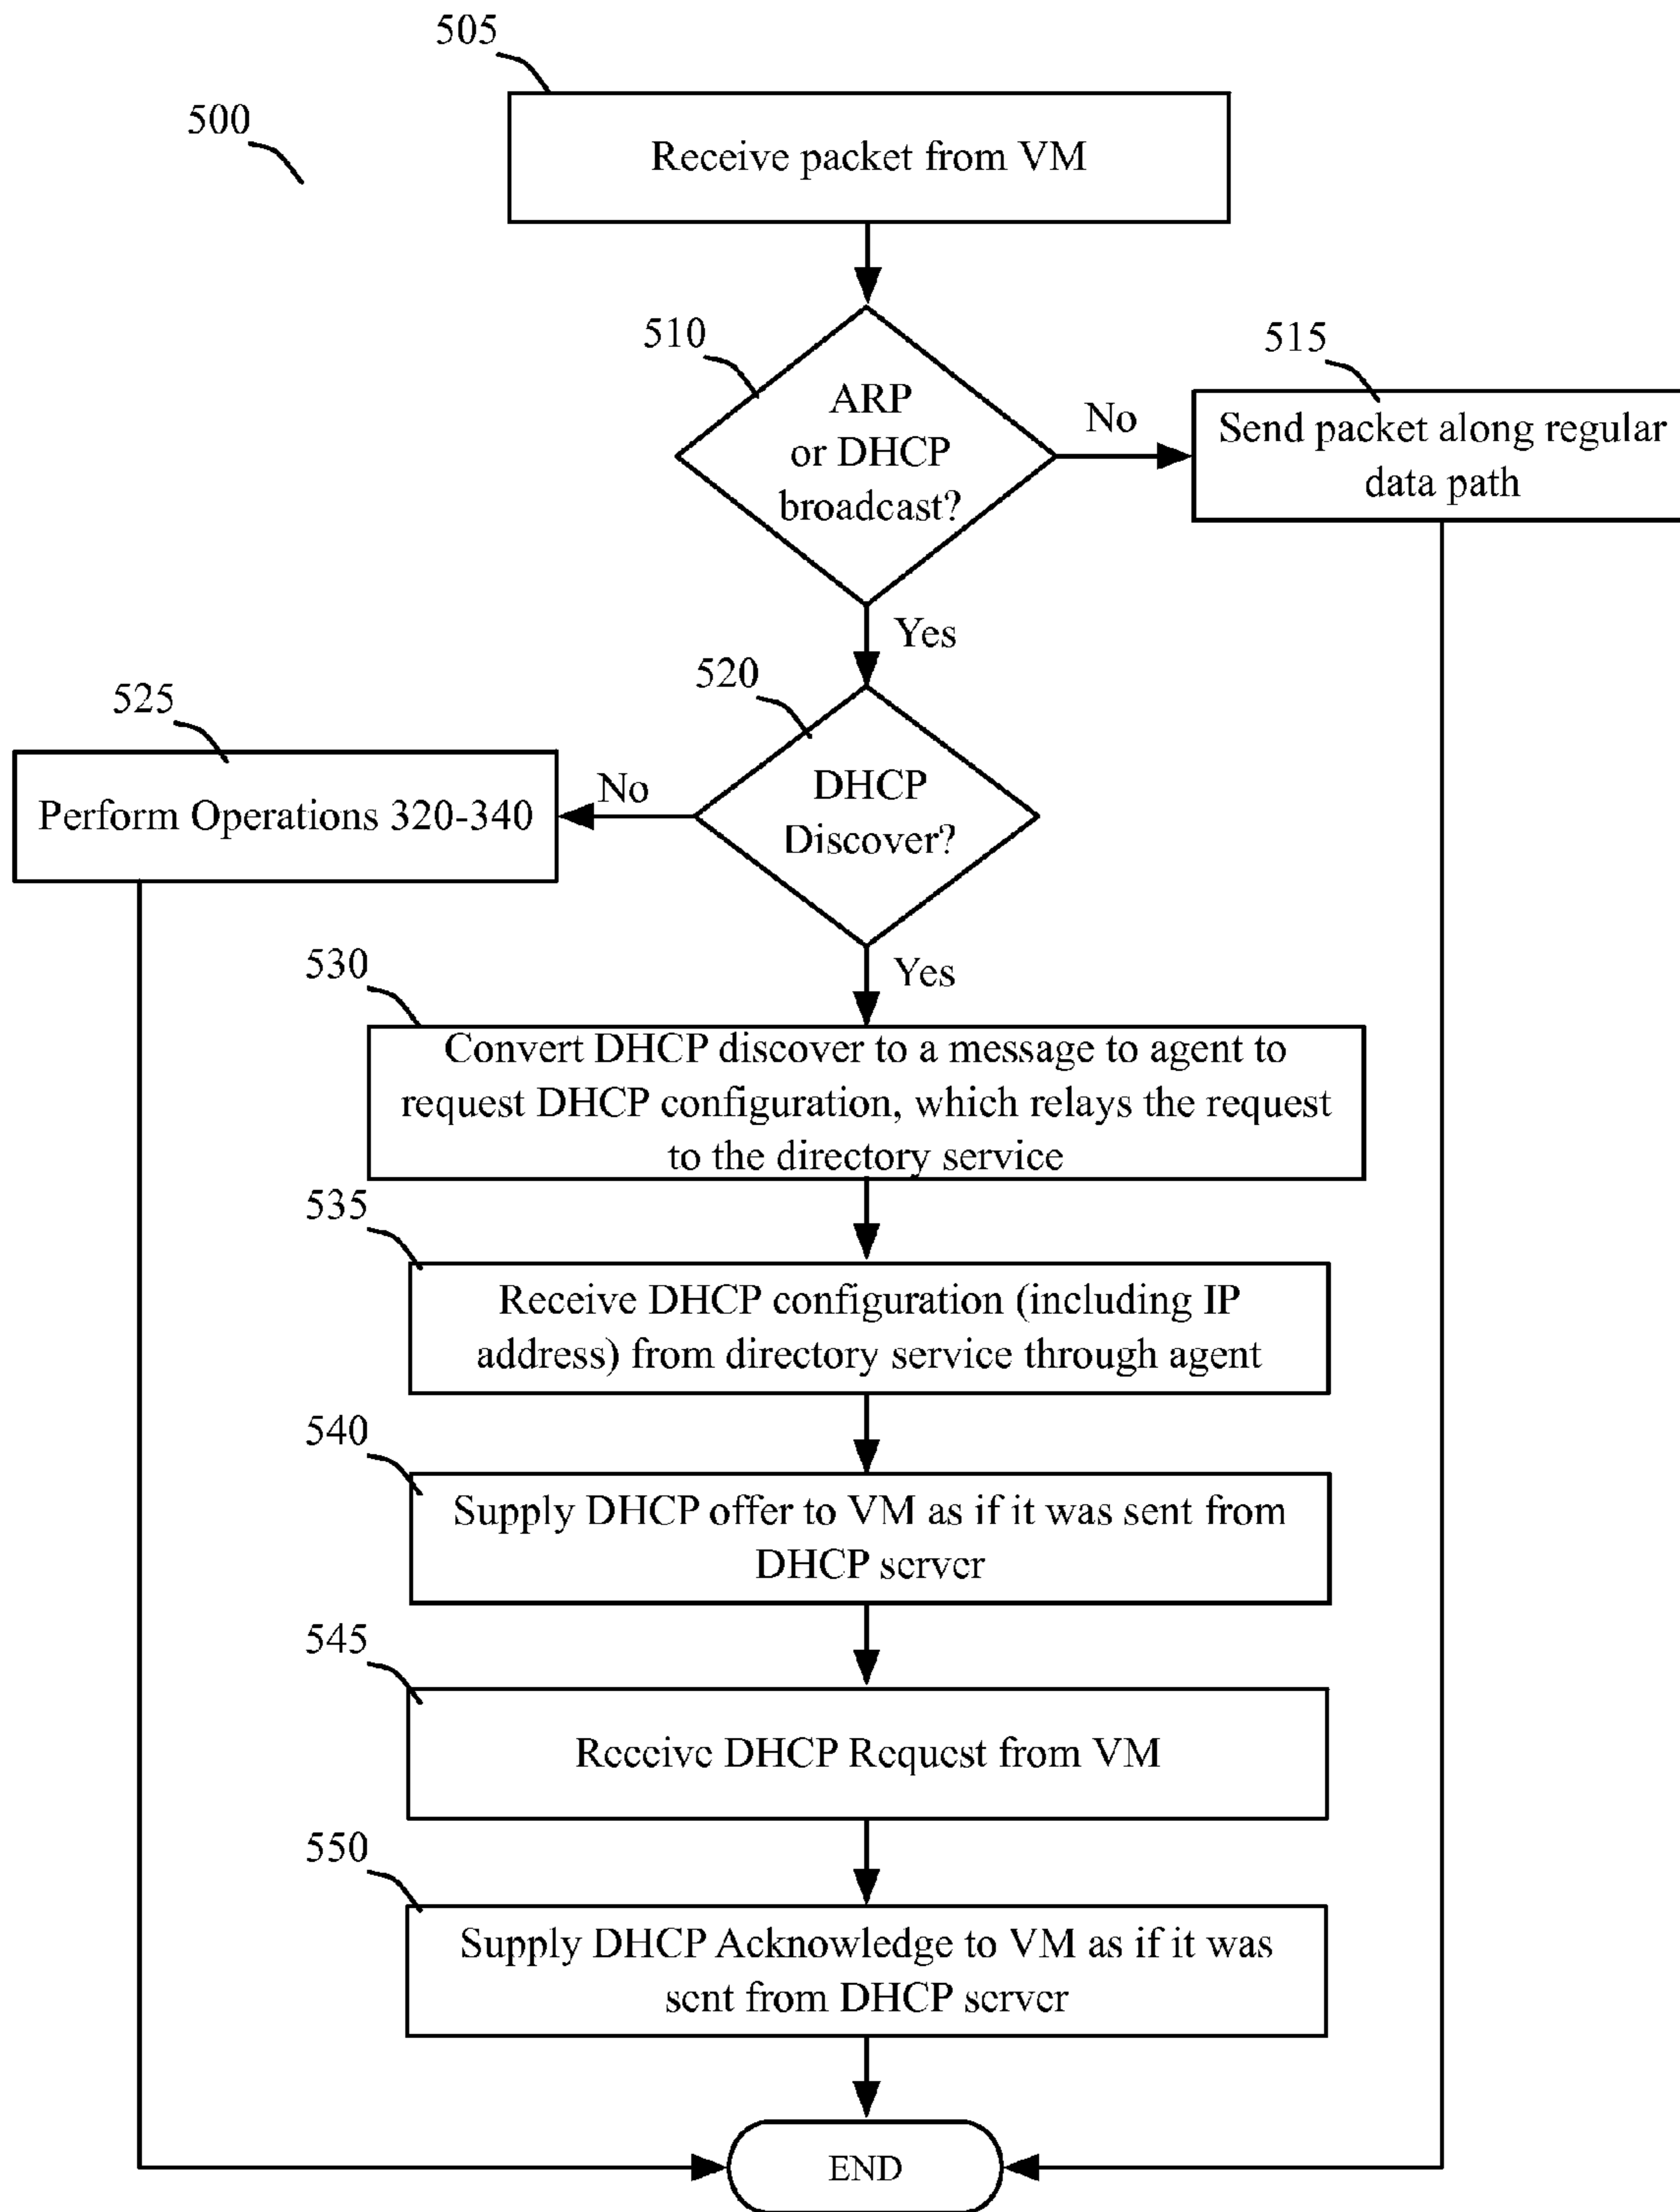 505
500
Receive packet from VM
510
ARP
or DHCP
broadcast?
No
515
Send packet along regular
data path
Yes
520
DHCP
Discover?
No
525
Perform Operations 320-340
Yes
530
Convert DHCP discover to a message to agent to
request DHCP configuration, which relays the request
to the directory service
535
Receive DHCP configuration (including IP
address) from directory service through agent
540
Supply DHCP offer to VM as if it was sent from
DHCP server
545
Receive DHCP Request from VM
550
Supply DHCP Acknowledge to VM as if it was
sent from DHCP server
END